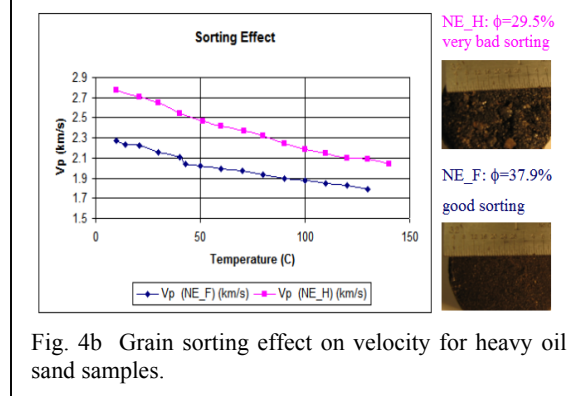 Sorting Effect
2.9
2.7
2.5
2.3
2.1
1.9
1.7
1.5
Vp (km/s)
0
50
100
150
Temperature (C)
Vp (NE_F) (km/s)
Vp (NE_H) (km/s)
NE_H: ϕ=29.5%
very bad sorting
NE_F: ϕ=37.9%
good sorting
Fig. 4b Grain sorting effect on velocity for heavy oil
sand samples.